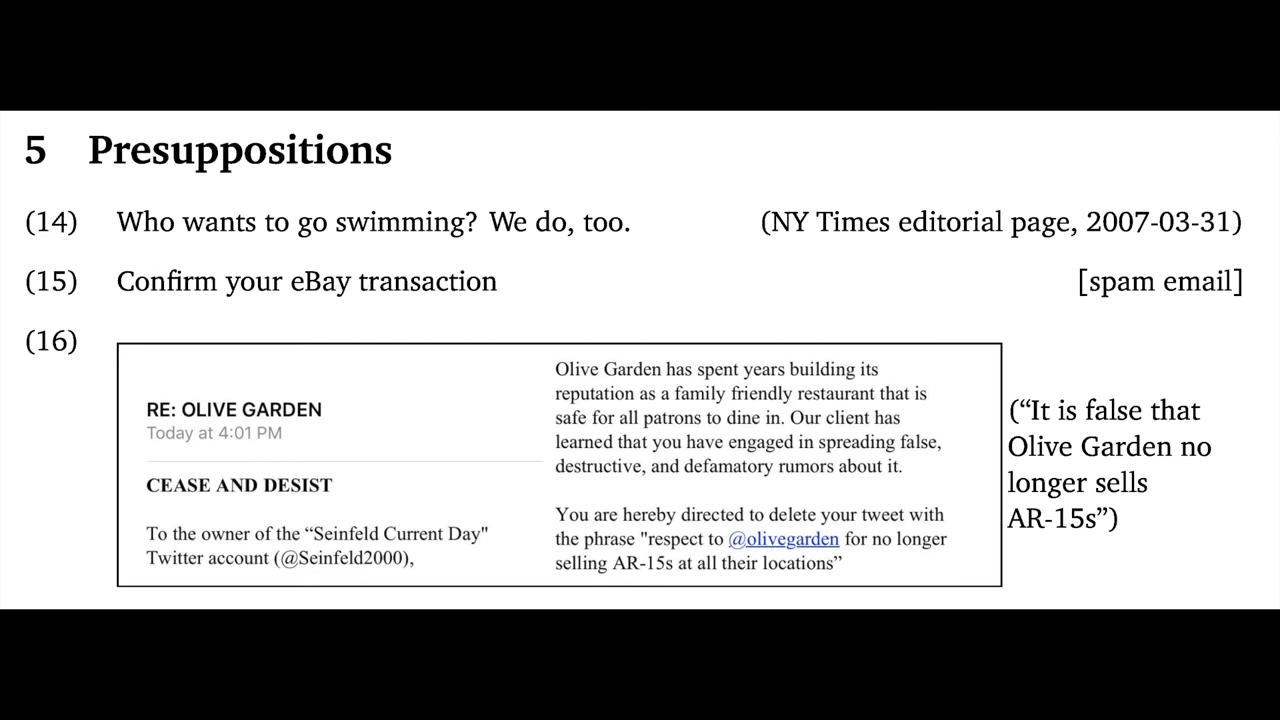 5 Presuppositions
(14) Who wants to go swimming? We do, too. (NY Times editorial page, 2007-03-31)
(15) Confirm your eBay transaction [spam email]
(16)
RE: OLIVE GARDEN
Today at 4:01 PM
CEASE AND DESIST
To the owner of the “Seinfeld Current Day"
Twitter account (@Seinfeld2000),
Olive Garden has spent years building its
reputation as a family friendly restaurant that is
safe for all patrons to dine in. Our client has
learned that you have engaged in spreading false,
destructive, and defamatory rumors about it.
You are hereby directed to delete your tweet with
the phrase "respect to @olivegarden for no longer
selling AR-15s at all their locations”
(“It is false that
Olive Garden no
longer sells
AR-15s”)